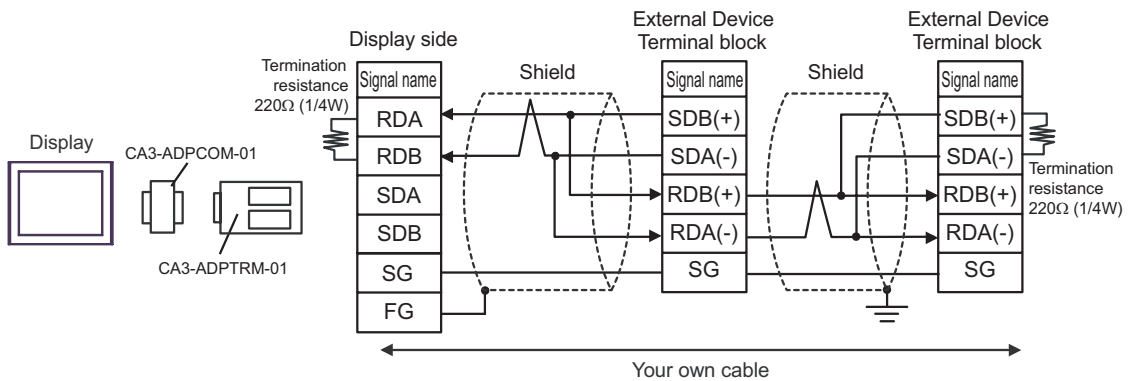 Display
CA3-ADPCOM-01
CA3-ADPTRM-01
Display side
Termination
resistance
220Ω (1/4W)
Signal name
RDA
RDB
SDA
SDB
SG
FG
Shield
External Device
Terminal block
Signal name
SDB(+)
SDA(-)
RDB(+)
RDA(-)
SG
Shield
External Device
Terminal block
Signal name
SDB(+)
SDA(-)
RDB(+)
RDA(-)
SG
Termination
resistance
220Ω (1/4W)
Your own cable